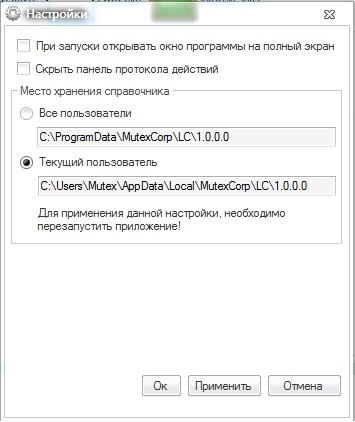 Настройки
При запуски открывать окно программы на полный экран
Скрыть панель протокола действий
Место хранения справочника
Все пользователи
C:\ProgramData\MutexCorp\LC\1.0.0.0
Текущий пользователь
C:\Users\Mutex\AppData\Local\MutexCorp\LC\1.0.0.0
Для применения данной настройки, необходимо
перезапустить приложение!
Ок Применить Отмена